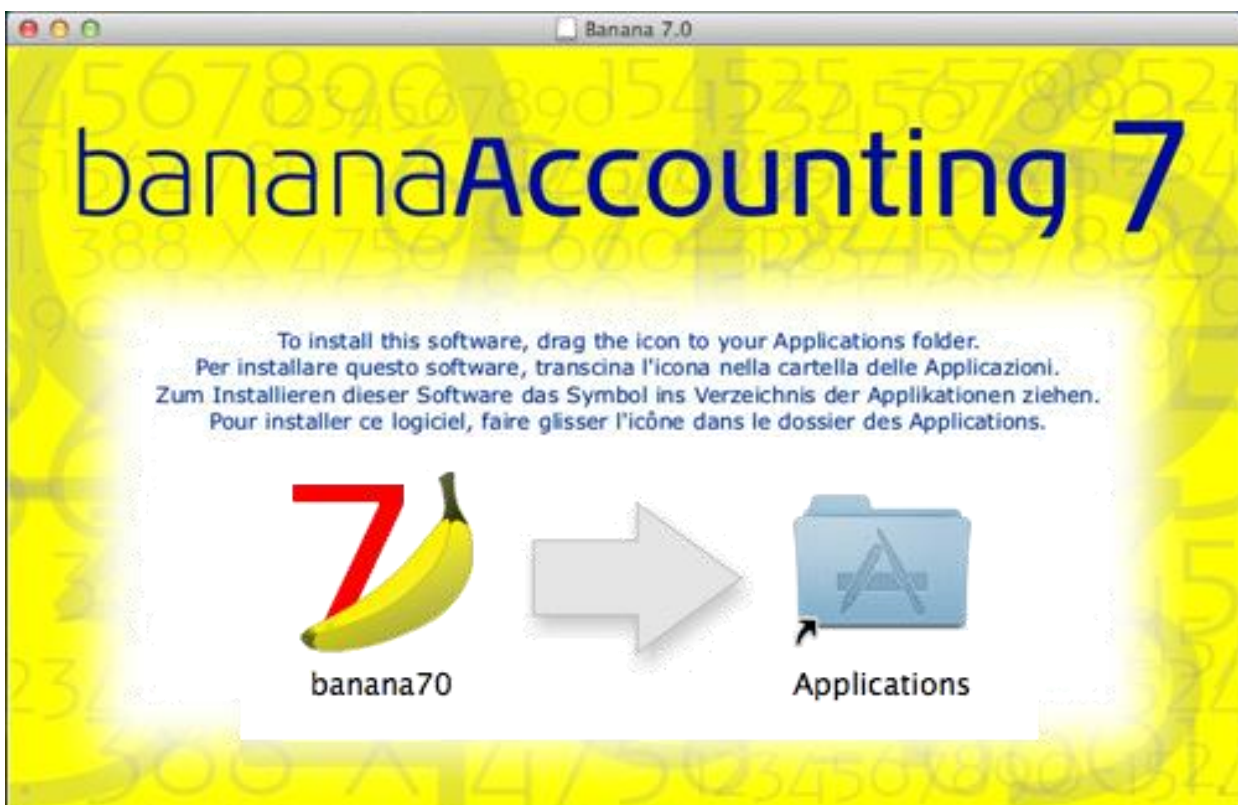 Banana 7.0
bananaAccounting 7
To install this software, drag the icon to your Applications folder.
Per installare questo software, transcina l'icona nella cartella delle Applicazioni.
Zum Installieren dieser Software das Symbol ins Verzeichnis der Applikationen ziehen.
Pour installer ce logiciel, faire glisser l'icône dans le dossier des Applications.
7
banana70
Applications